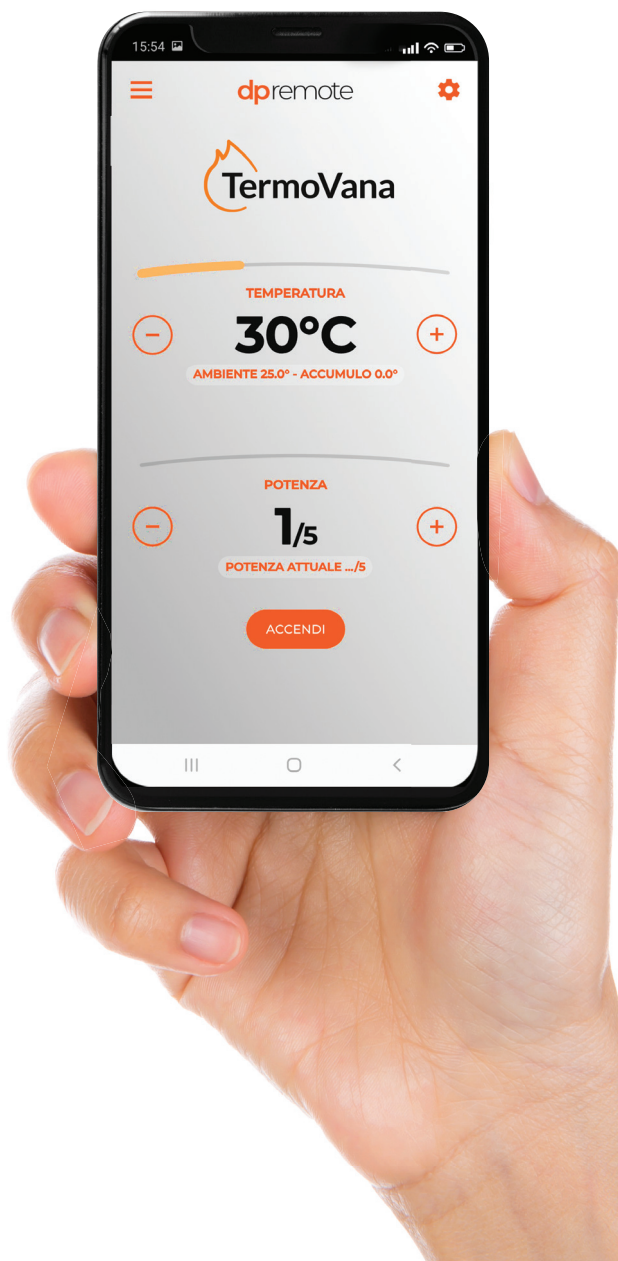 15:54
dpremote
TermoVana
TEMPERATURA
30°C
AMBIENTE 25.0° - ACCUMULO 0.0°
POTENZA
1/5
POTENZA ATTUALE .../5
ACCENDI